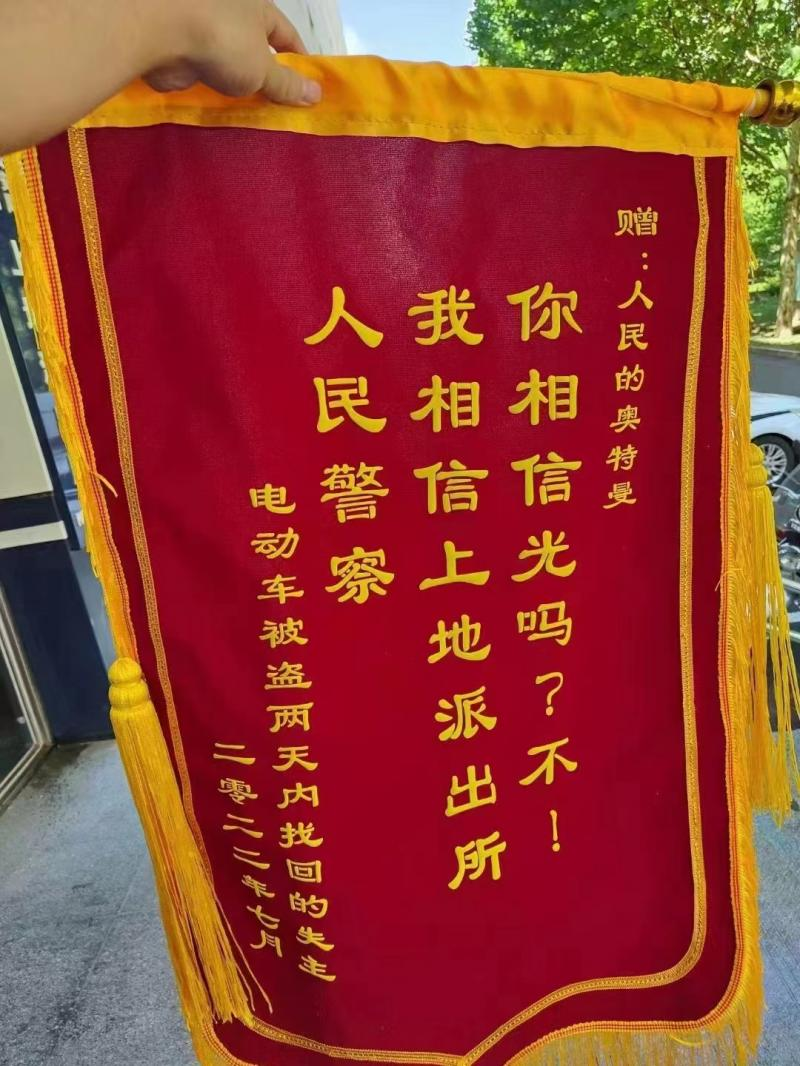 赠：人民的奥特曼
你相信光吗？不！
我相信上地派出所
人民警察
电动车被盗两天内找回的失主
二零二二年七月